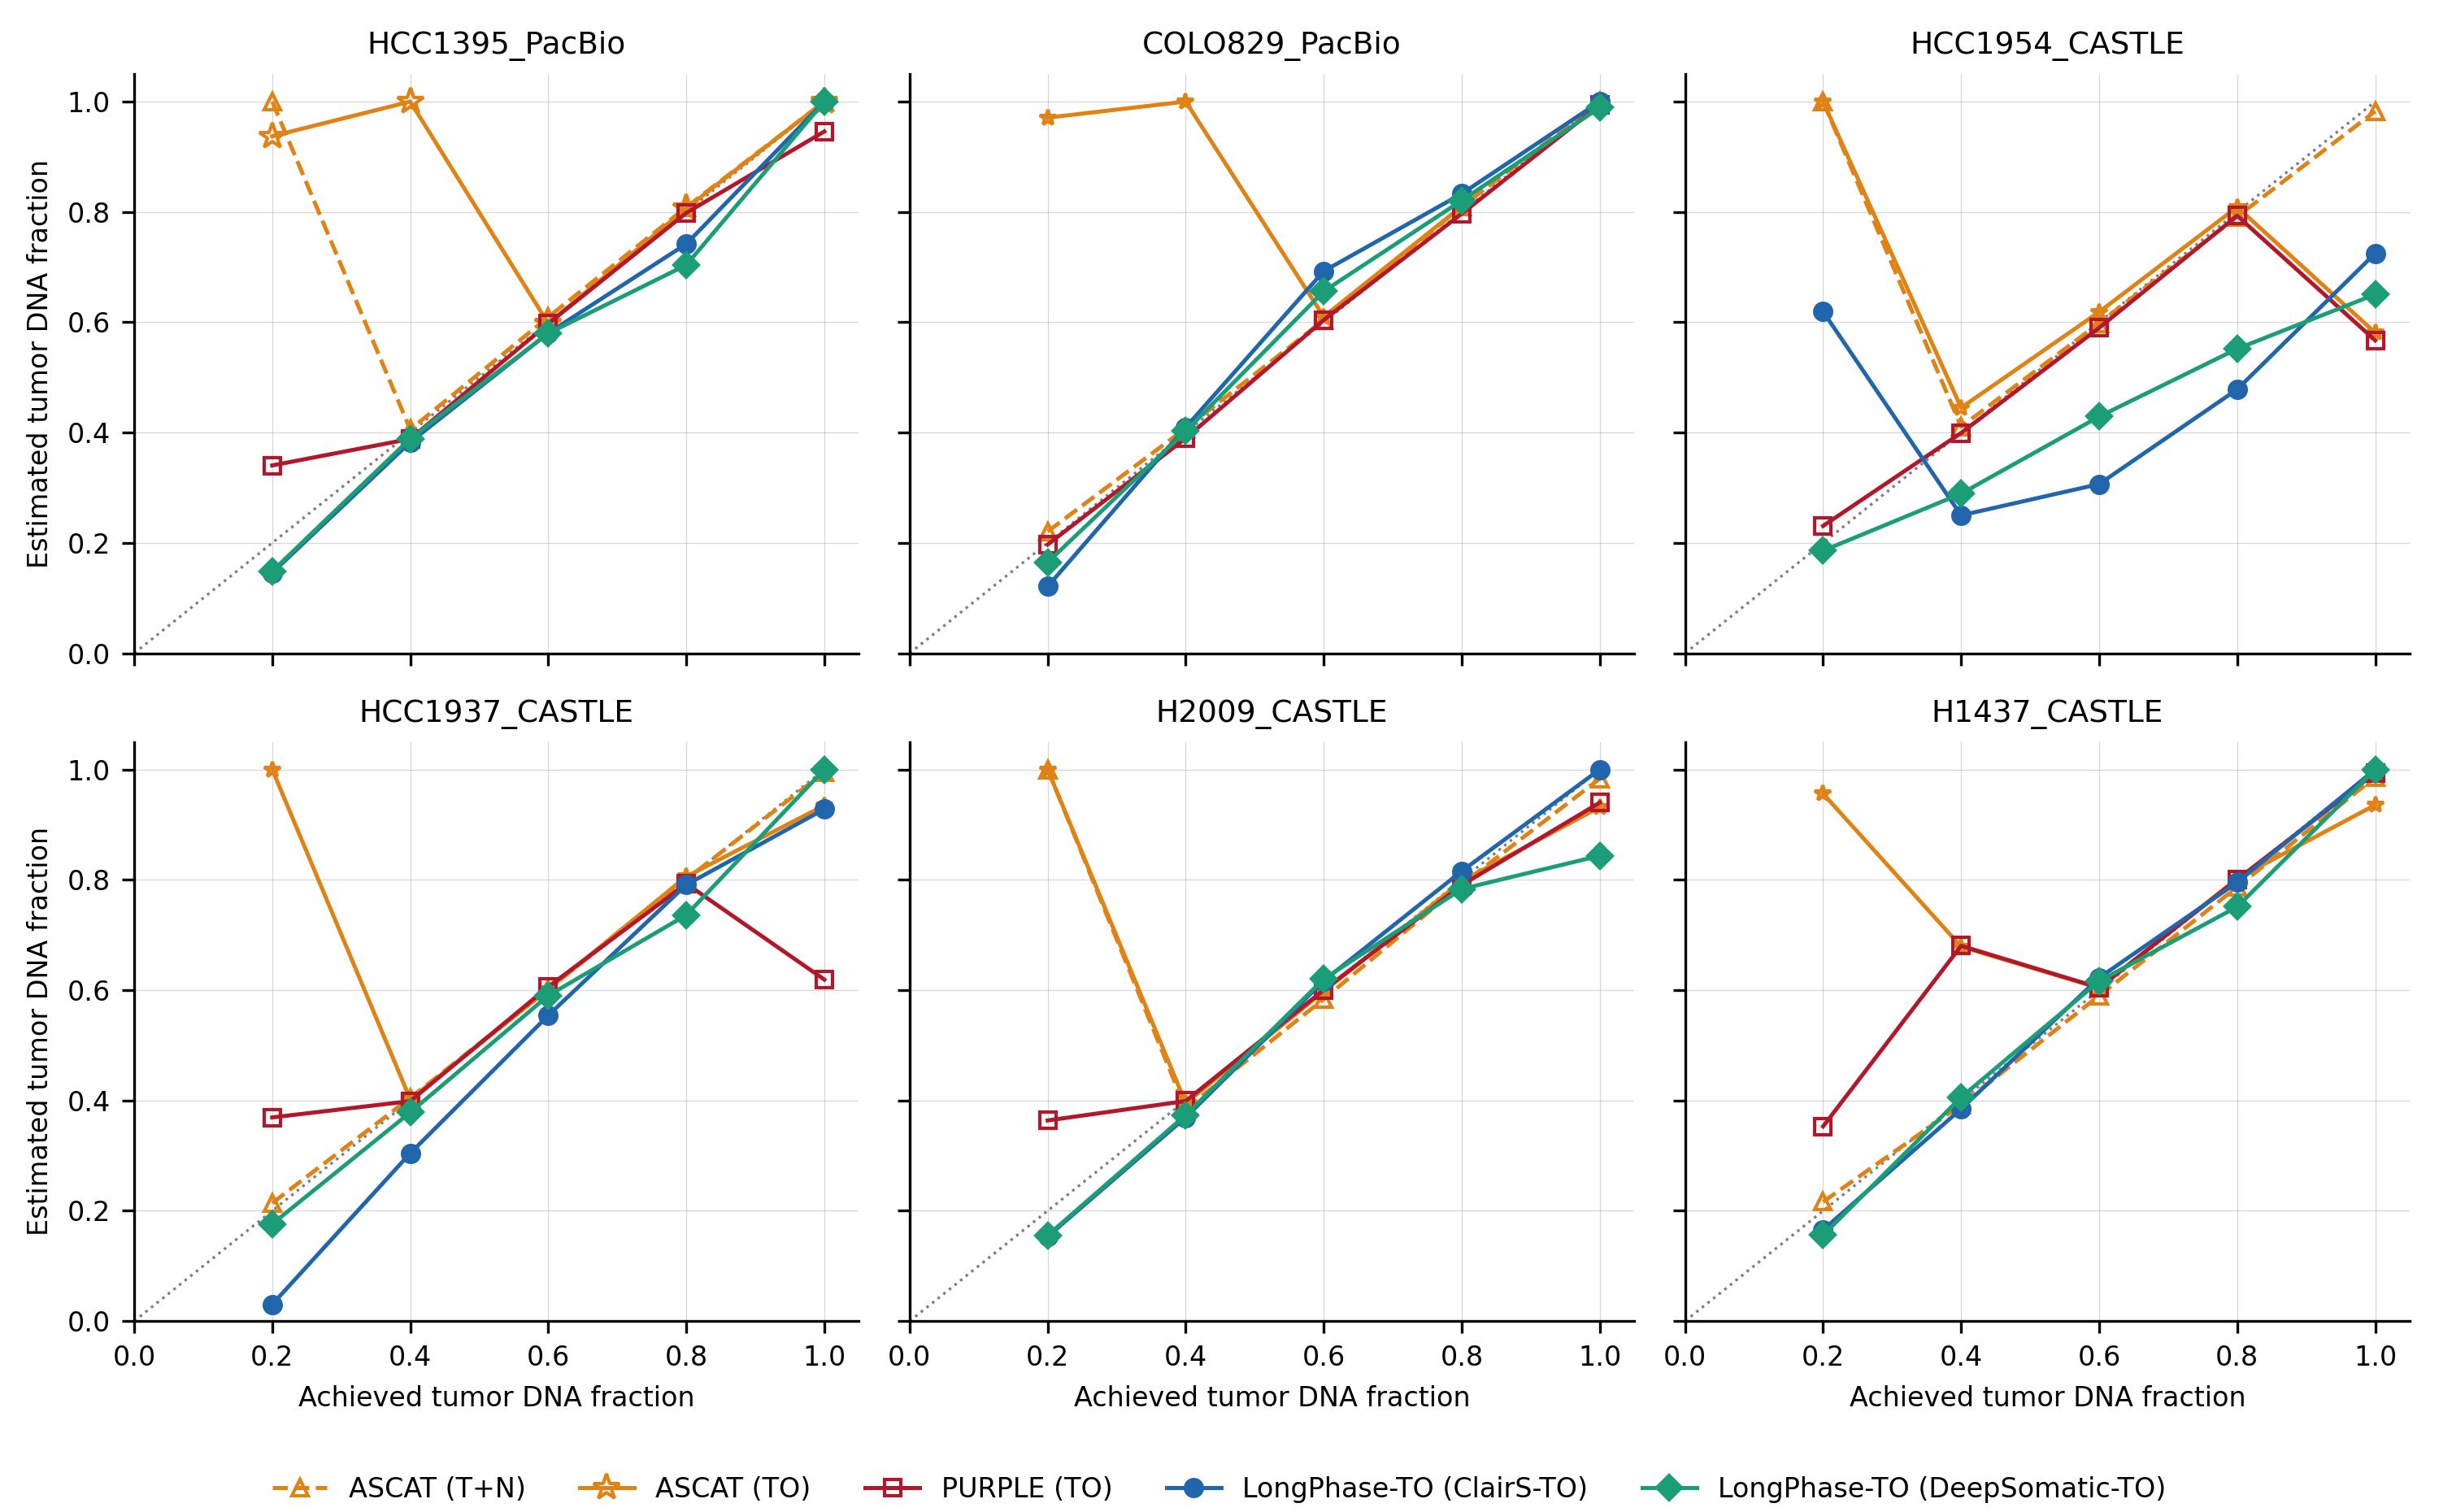 HCC1395_PacBio
COLO829_PacBio
HCC1954_CASTLE
Estimated tumor DNA fraction
1.0
0.8
0.6
0.4
0.2
0.0
HCC1937_CASTLE
H2009_CASTLE
H1437_CASTLE
Estimated tumor DNA fraction
1.0
0.8
0.6
0.4
0.2
0.0
0.0 0.2 0.4 0.6 0.8 1.0
0.0 0.2 0.4 0.6 0.8 1.0
0.0 0.2 0.4 0.6 0.8 1.0
Achieved tumor DNA fraction
Achieved tumor DNA fraction
Achieved tumor DNA fraction
ASCAT (T+N)
ASCAT (TO)
PURPLE (TO)
LongPhase-TO (ClairS-TO)
LongPhase-TO (DeepSomatic-TO)